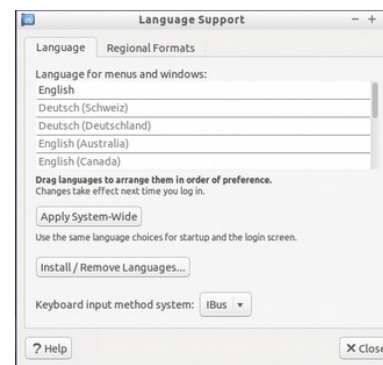 Language Support
Language Regional Formats
Language for menus and windows:
English
Deutsch (Schweiz)
Deutsch (Deutschland)
English (Australia)
English (Canada)
Drag languages to arrange them in order of preference.
Changes take effect next time you log in.
Apply System-Wide
Use the same language choices for startup and the login screen.
Install / Remove Languages...
Keyboard input method system: IBus
? Help Close